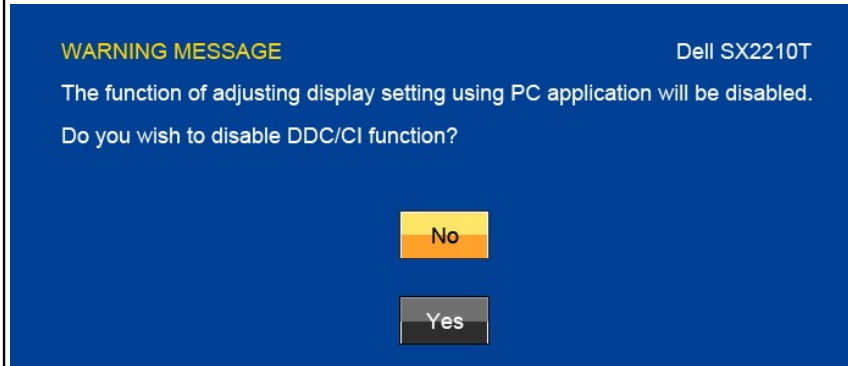 WARNING MESSAGE Dell SX2210T
The function of adjusting display setting using PC application will be disabled.
Do you wish to disable DDC/CI function?
No
Yes